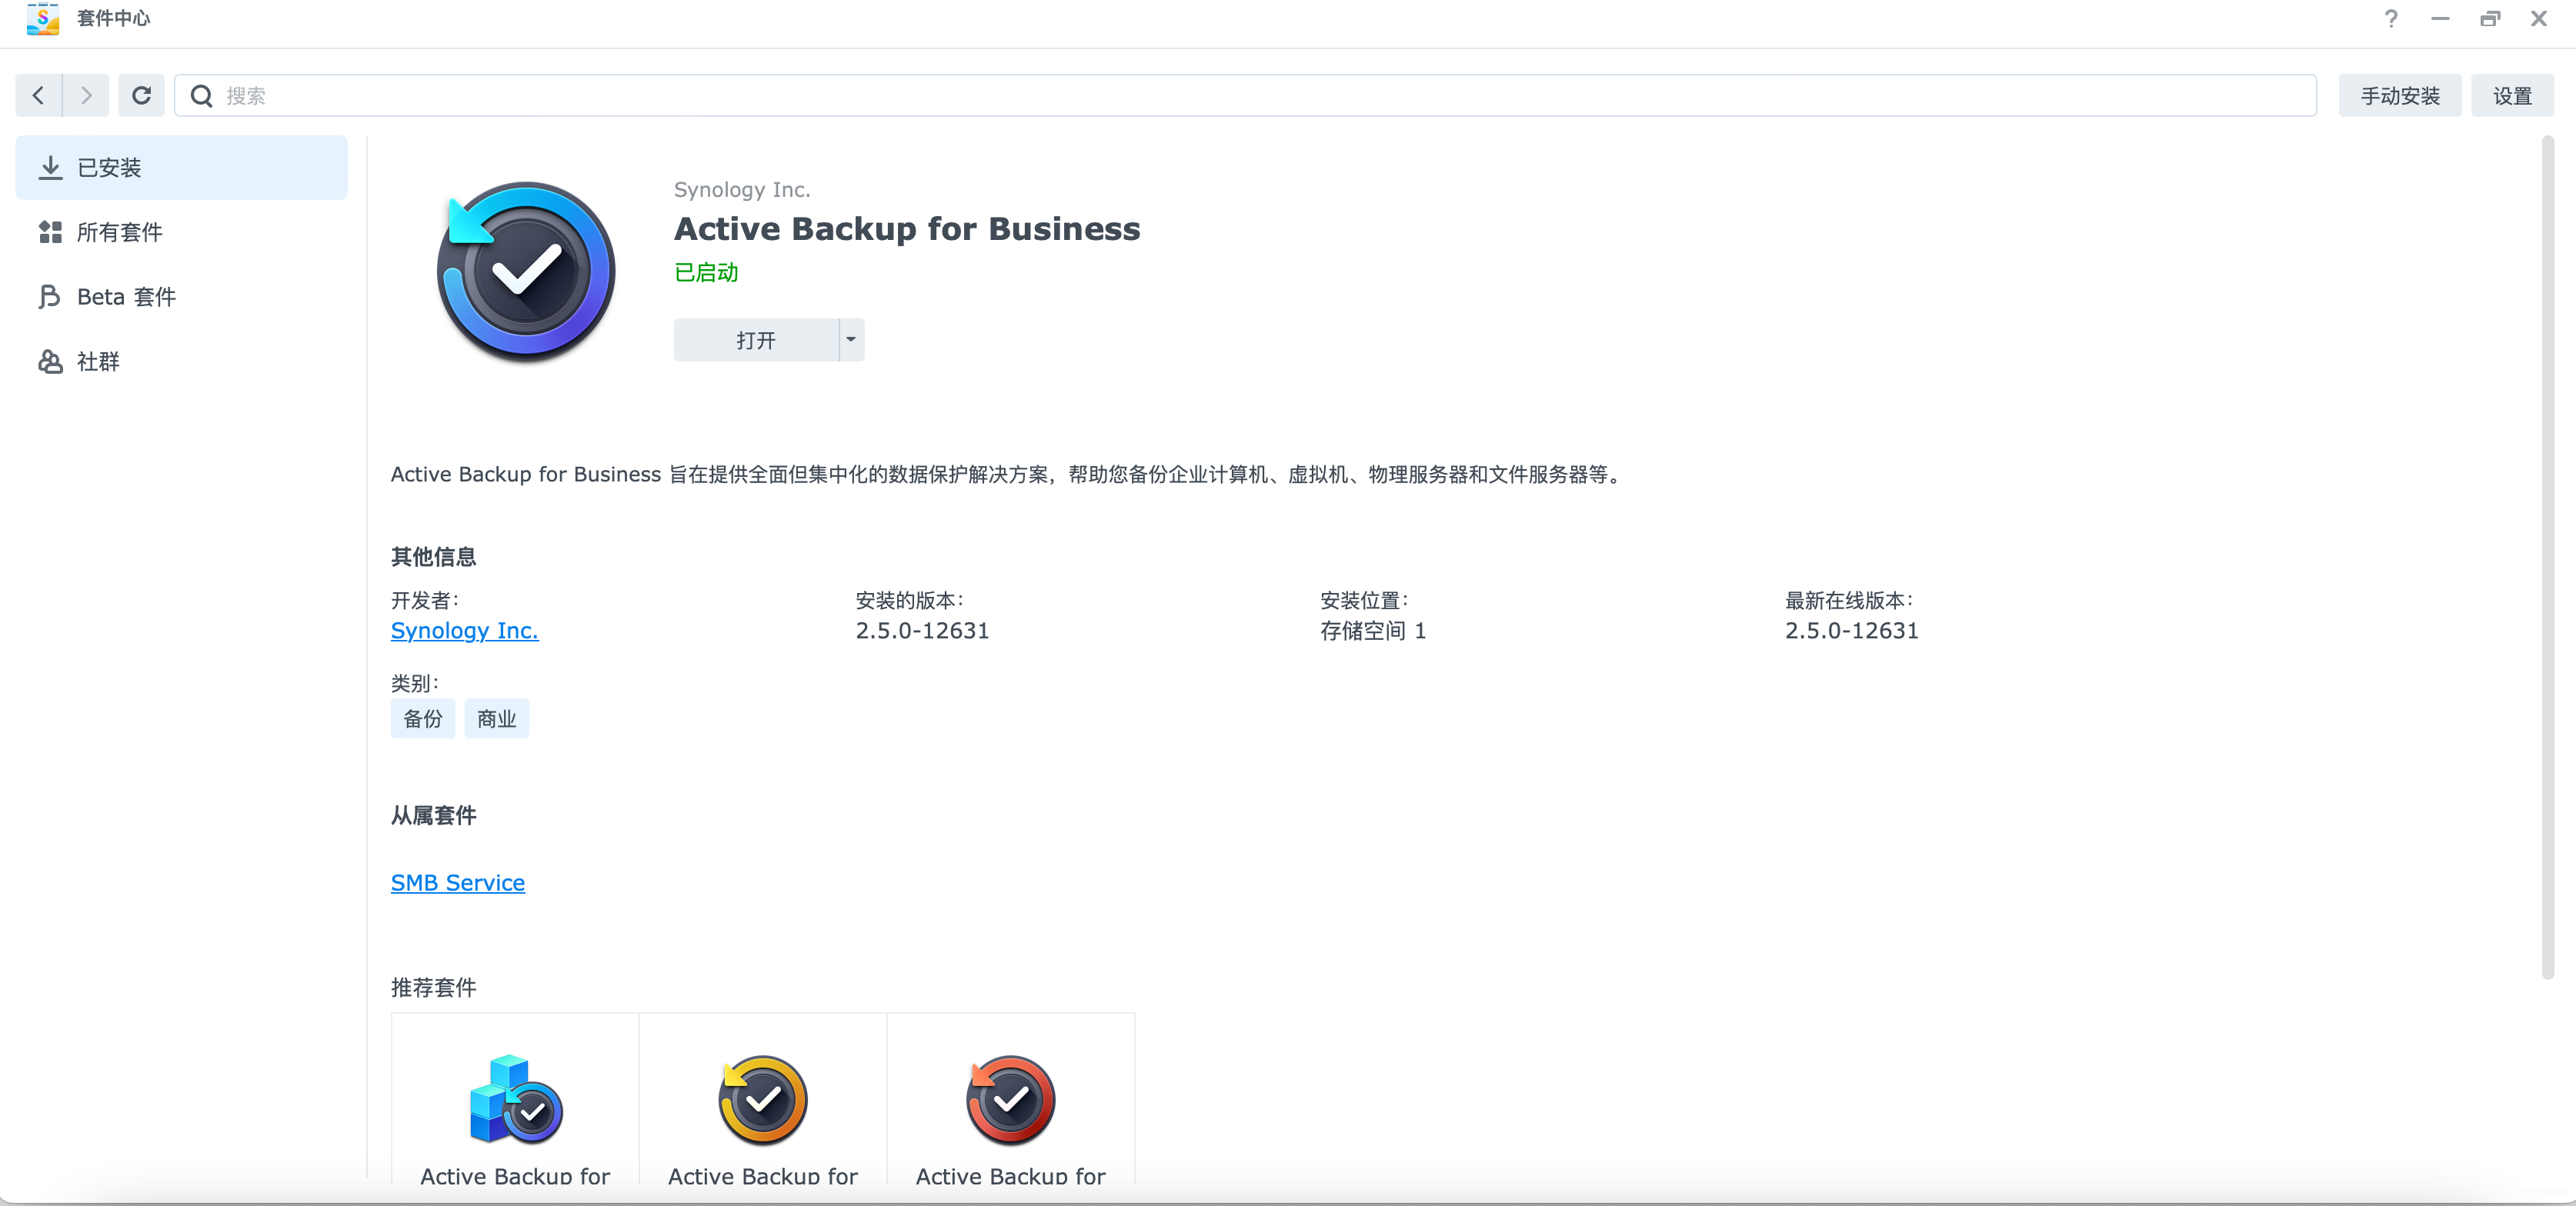 套件中心
搜索
手动安装
设置
已安装
所有套件
Beta 套件
社群
Synology Inc.
Active Backup for Business
已启动
打开
Active Backup for Business 旨在提供全面但集中化的数据保护解决方案，帮助您备份企业计算机、虚拟机、物理服务器和文件服务器等。
其他信息
开发者：
Synology Inc.
安装的版本：
2.5.0-12631
安装位置：
存储空间 1
最新在线版本：
2.5.0-12631
类别：
备份
商业
从属套件
SMB Service
推荐套件
Active Backup for
Active Backup for
Active Backup for